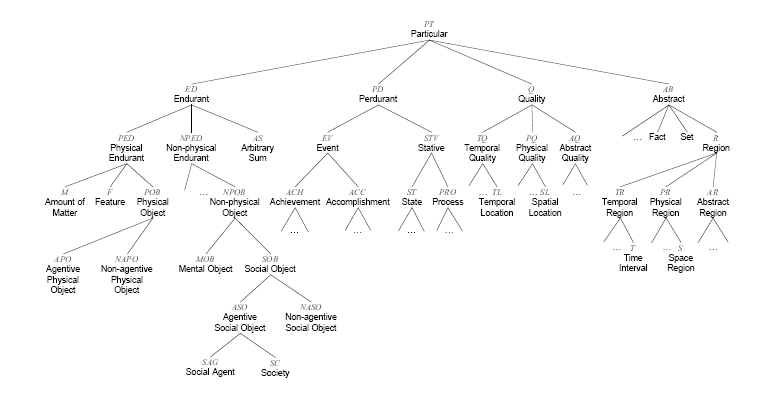 PT
Particular
ED PD Q AB
Endurant Perdurant Quality Abstract
PED NPED AS EV STV TQ PQ AQ ... Fact Set R
Physical Non-physical Arbitrary Event Stative Temporal Physical Abstract Region
Endurant Endurant Sum Quality Quality Quality
M F POB ... NPOB ACH ACC ST PRO ... TL ... SL ... TR PR AR
Amount of Feature Physical Non-physical Achievement Accomplishment State Process Temporal Spatial Temporal Physical Abstract
Matter Object Object Location Location Region Region Region
... ... ... ...
... T ... S ...
Time Space
Interval Region
APO NAPO MOB SOB
Agentive Non-agentive Mental Object Social Object
Physical Physical
Object Object
ASO NASO
Agentive Non-agentive
Social Object Social Object
SAG SC
Social Agent Society